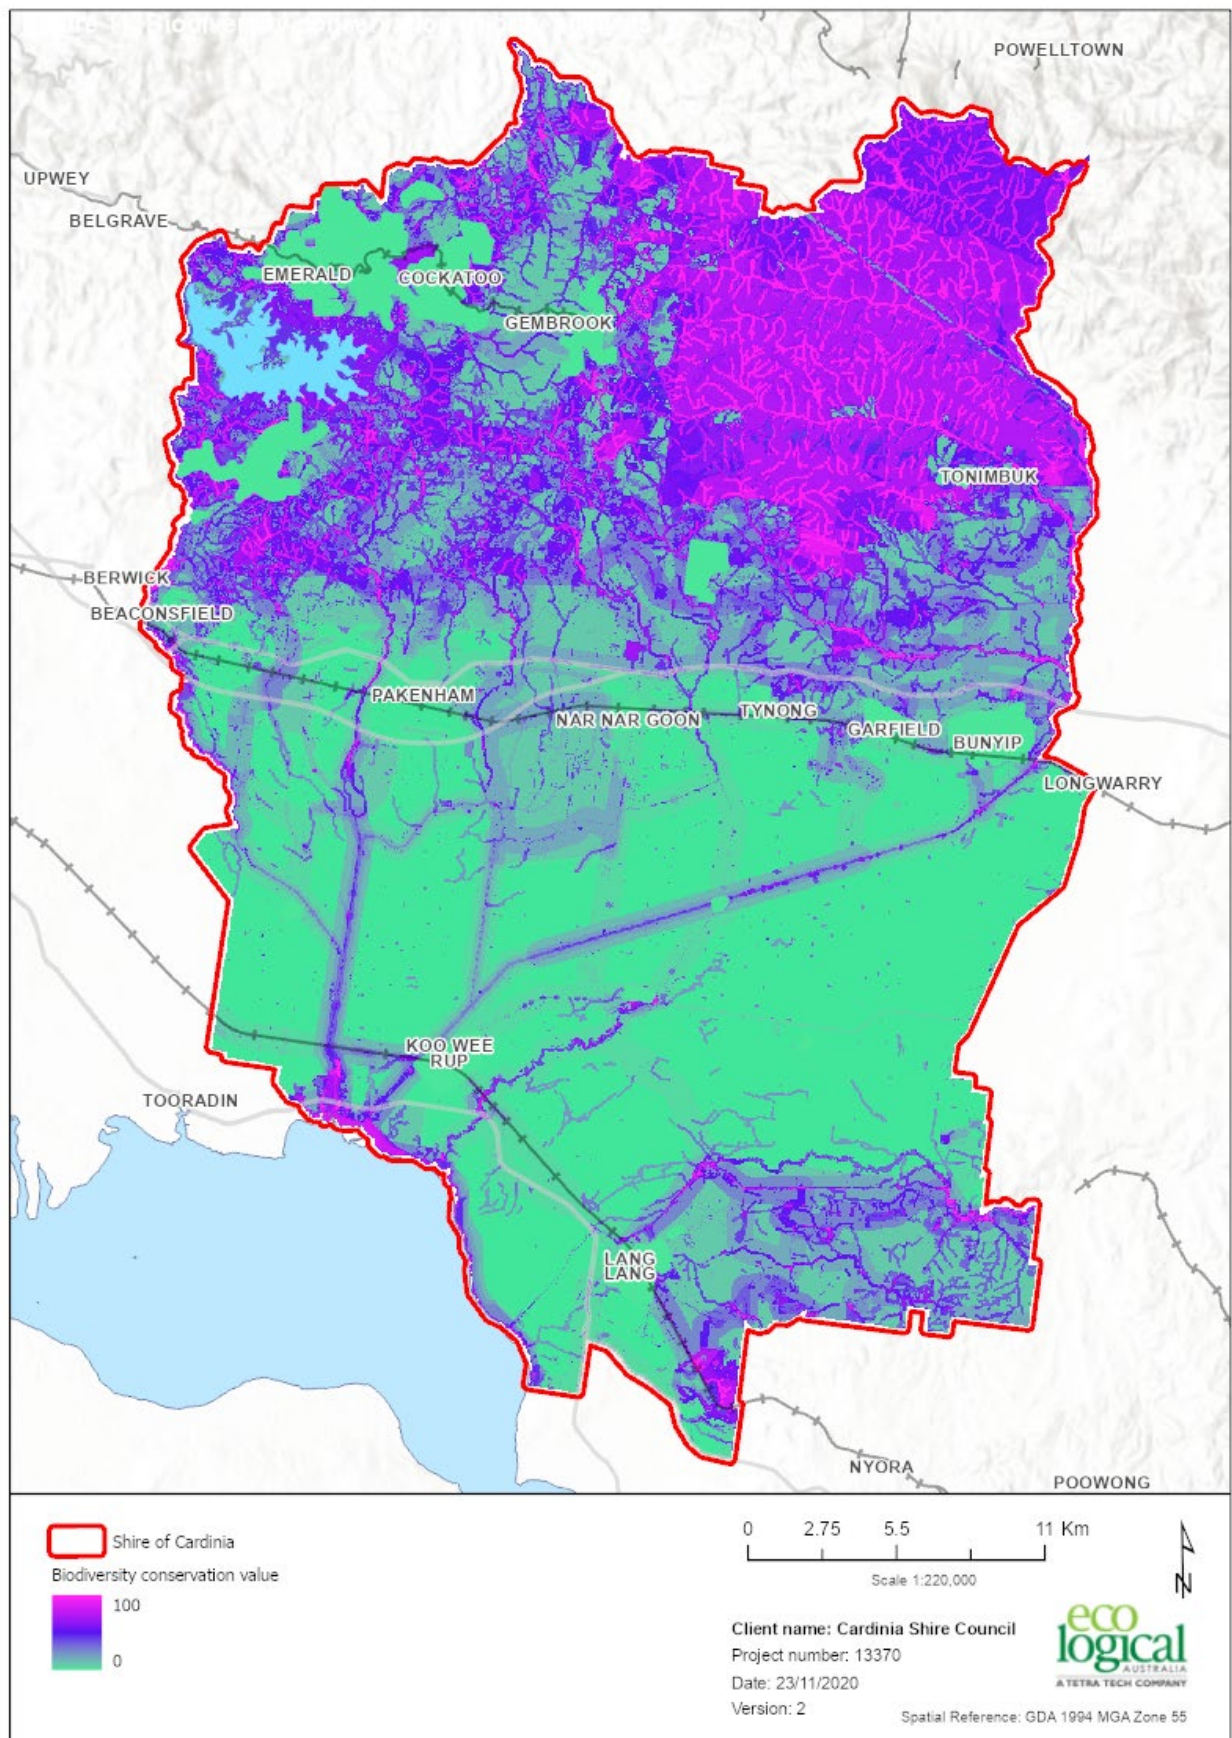 POWELLTOWN
UPWEY
BELGRAVE
EMERALD
COCKATOO
GEMBROOK
TONIMBUK
BERWICK
BEACONSFIELD
PAKENHAM
NAR NAR GOON
TYNONG
GARFIELD
BUNYIP
LONGWARRY
KOO WEE
RUP
TOORADIN
LANG
LANG
NYORA
POOWONG
Shire of Cardinia
Biodiversity conservation value
100
0
0 2.75 5.5 11 Km
Scale 1:220,000
N
Client name: Cardinia Shire Council
Project number: 13370
Date: 23/11/2020
Version: 2
eco
logical
AUSTRALIA
A TETRA TECH COMPANY
Spatial Reference: GDA 1994 MGA Zone 55